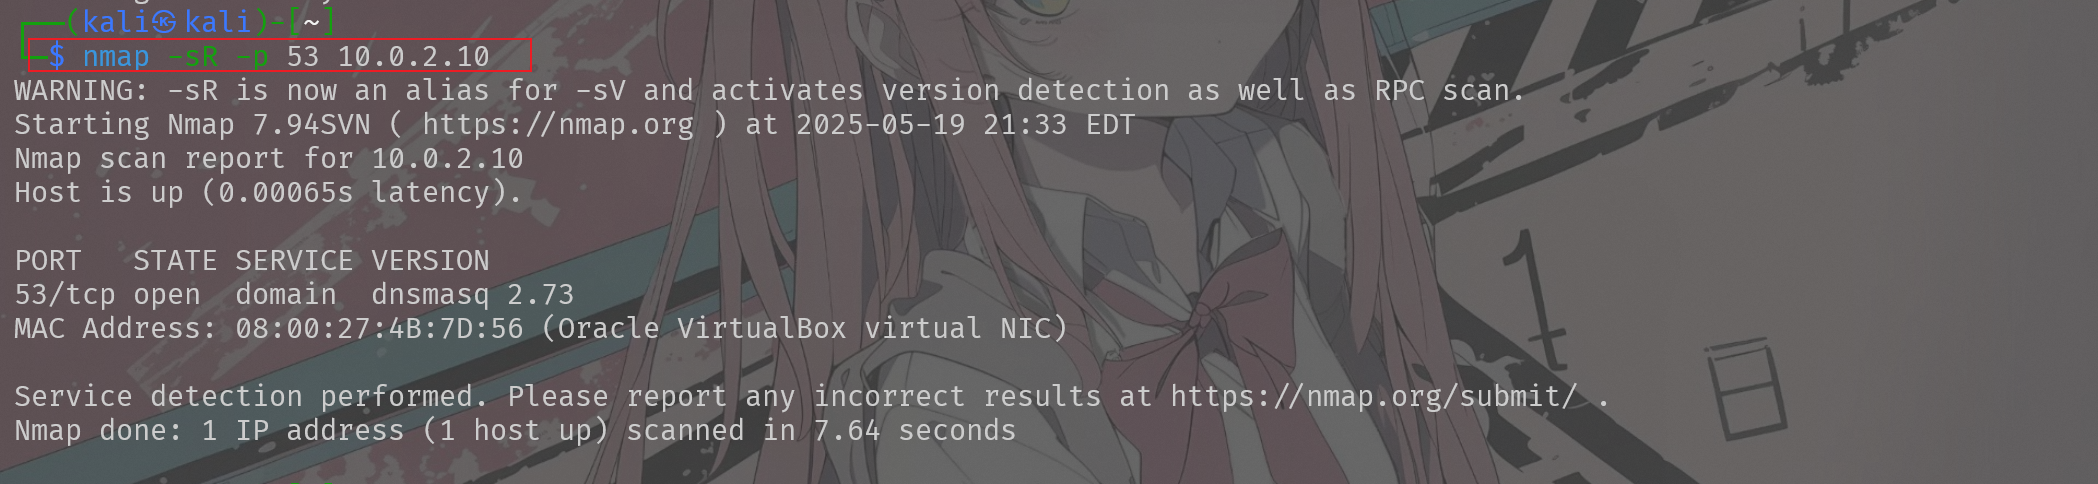 ┌──(kali㉿kali)-[~]
└─$ nmap -sR -p 53 10.0.2.10
WARNING: -sR is now an alias for -sV and activates version detection as well as RPC scan.
Starting Nmap 7.94SVN ( https://nmap.org ) at 2025-05-19 21:33 EDT
Nmap scan report for 10.0.2.10
Host is up (0.00065s latency).
PORT   STATE SERVICE VERSION
53/tcp open  domain  dnsmasq 2.73
MAC Address: 08:00:27:4B:7D:56 (Oracle VirtualBox virtual NIC)
Service detection performed. Please report any incorrect results at https://nmap.org/submit/ .
Nmap done: 1 IP address (1 host up) scanned in 7.64 seconds